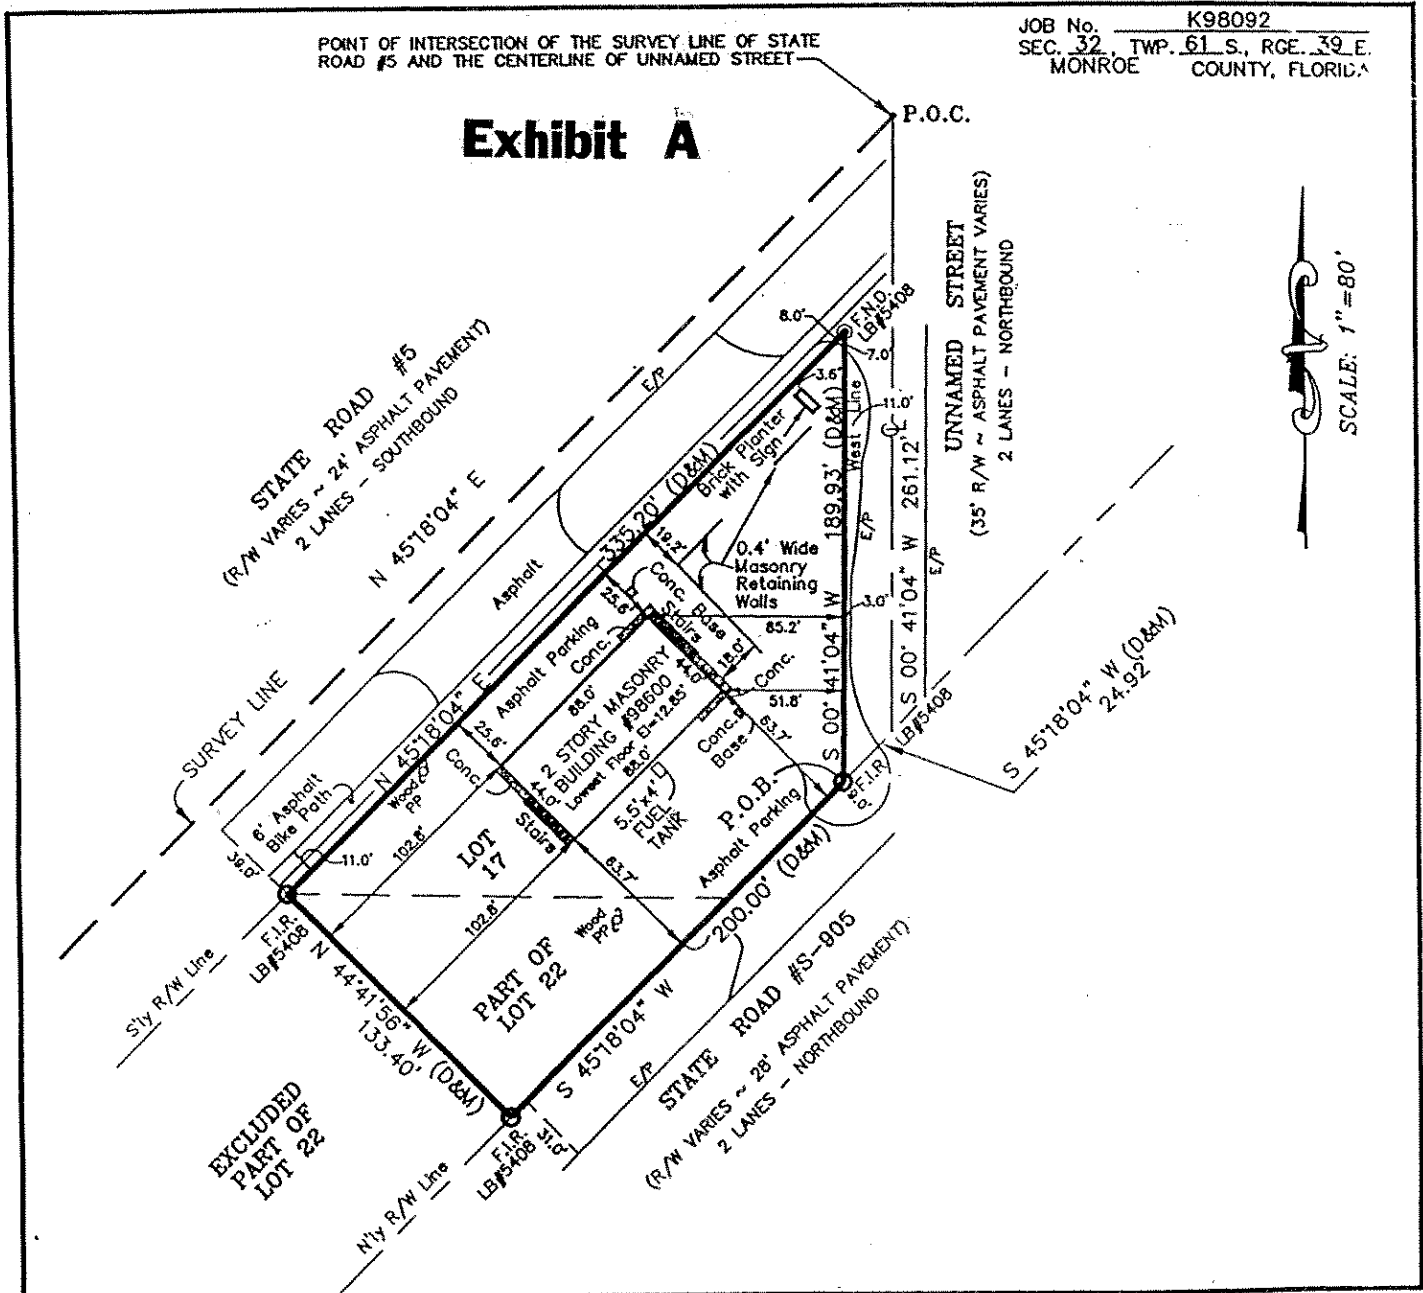 JOB No. K98092
SEC. 32, TWP. 61 S., RGE. 39 E.
MONROE COUNTY, FLORIDA
POINT OF INTERSECTION OF THE SURVEY LINE OF STATE
ROAD #5 AND THE CENTERLINE OF UNNAMED STREET
P.O.C.
Exhibit A
UNNAMED STREET
(35' R/W ~ ASPHALT PAVEMENT VARIES)
2 LANES - NORTHBOUND
SCALE: 1"=80'
STATE ROAD #5
(R/W VARIES ~ 24' ASPHALT PAVEMENT)
2 LANES - SOUTHBOUND
N 45°18'04" E
E/P
8.0'
F.N.D.
LB#5408
7.0'
3.6'
11.0'
West Line
189.93' (D&M)
S 00°41'04" W
E/P
3.0'
S 00°41'04" W 261.12'
E/P
Brick Planter
with Sign
335.20' (D&M)
N 45°18'04" E
Asphalt
19.2'
0.4' Wide
Masonry
Retaining
Walls
Conc. Base
Stairs
25.6'
85.2'
18.0'
Conc.
51.8'
Asphalt Parking
Conc.
88.0'
44.0'
2 STORY MASONRY
BUILDING #98600
Lowest Floor El=12.85'
88.0'
Conc.
Base
63.7'
25.6'
Conc.
44.0'
Stairs
5.5'x4'
FUEL
TANK
P.O.B.
Asphalt Parking
F.I.R.
LB#5408
9.0'
S 45°18'04" W (D&M)
24.92'
SURVEY LINE
6' Asphalt
Bike Path
Wood
PP
39.0'
11.0'
102.8'
LOT
17
102.8'
63.7'
Wood
PP
PART OF
LOT 22
200.00' (D&M)
S 45°18'04" W
F.I.R.
LB#5408
S'ly R/W Line
N 44°41'56" W (D&M)
133.40'
E/P
STATE ROAD #S-905
(R/W VARIES ~ 28' ASPHALT PAVEMENT)
2 LANES - NORTHBOUND
EXCLUDED
PART OF
LOT 22
F.I.R.
LB#5408
31.0'
N'ly R/W Line